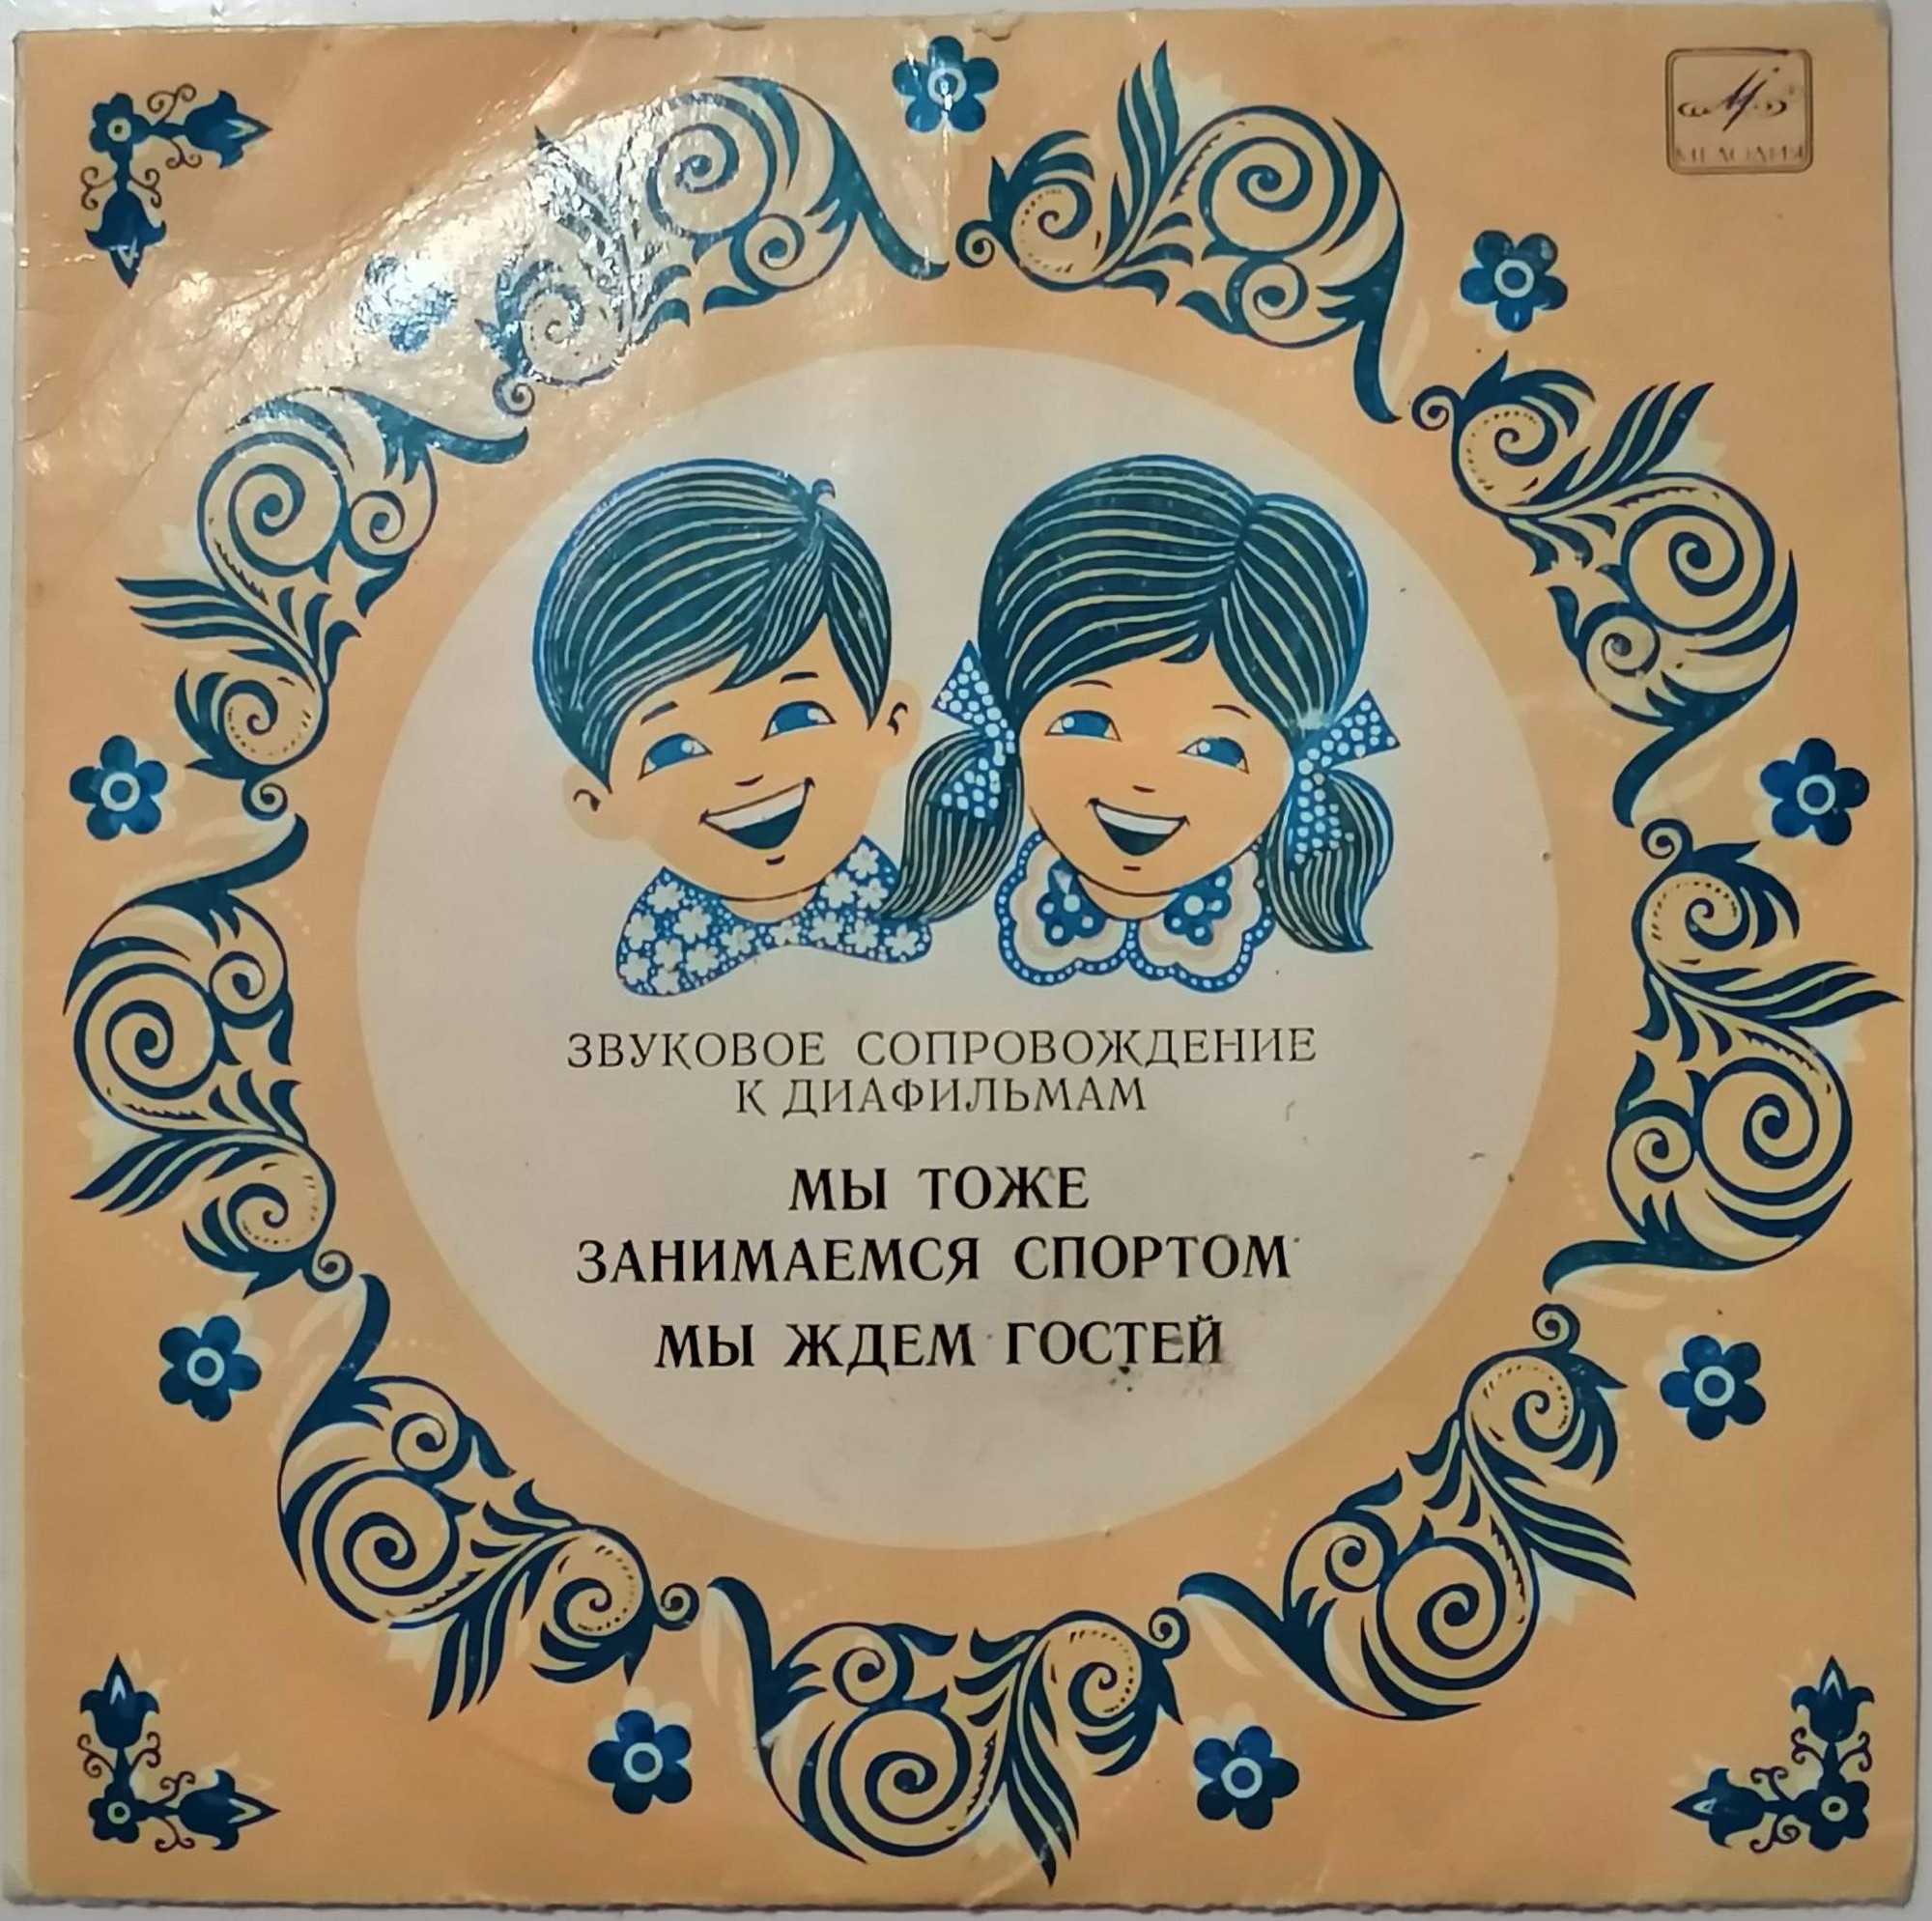 МЕЛОДИЯ
ЗВУКОВОЕ СОПРОВОЖДЕНИЕ
К ДИАФИЛЬМАМ
МЫ ТОЖЕ
ЗАНИМАЕМСЯ СПОРТОМ
МЫ ЖДЕМ ГОСТЕЙ